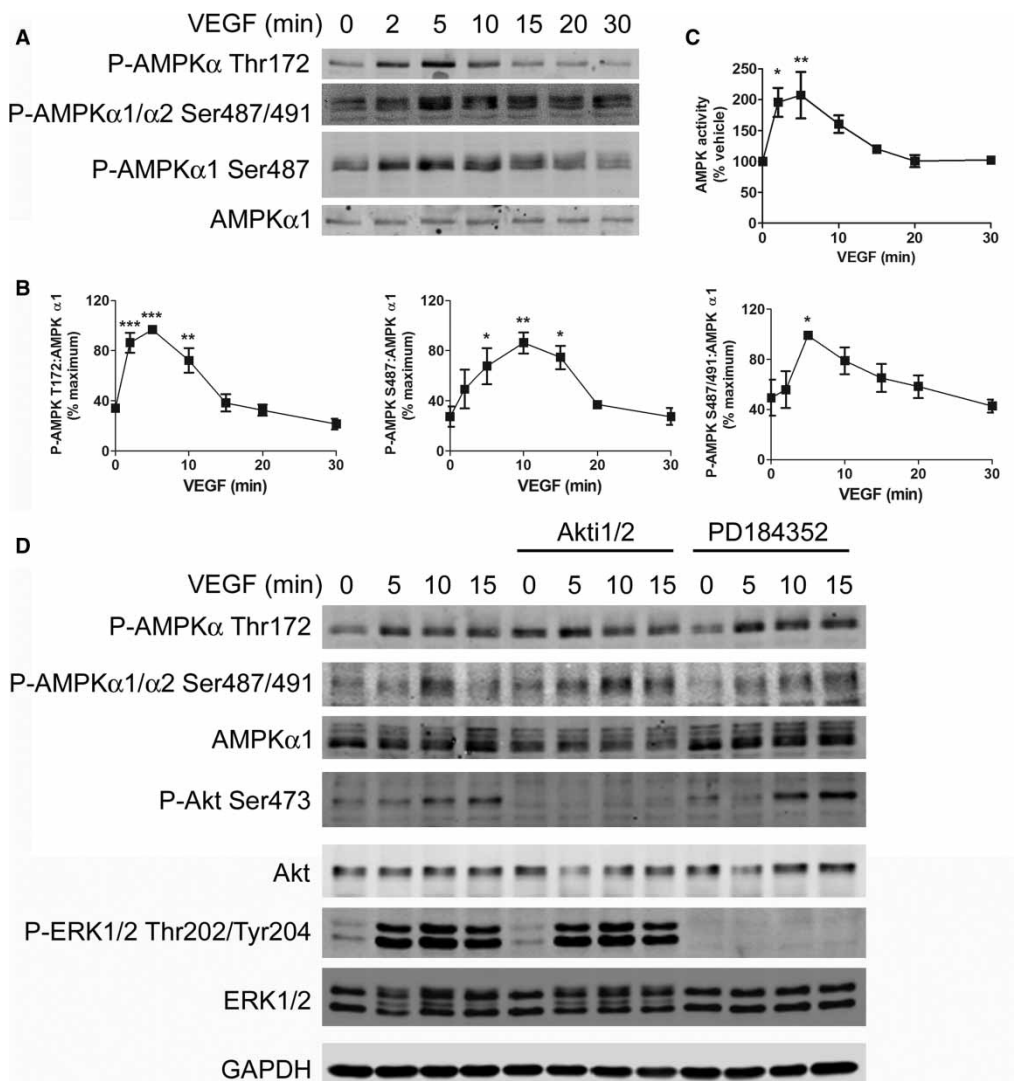 A
VEGF (min) 0 2 5 10 15 20 30
P-AMPKα Thr172
P-AMPKα1/α2 Ser487/491
P-AMPKα1 Ser487
AMPKα1
C
AMPK activity
(% vehicle)
250
200
150
100
50
0
* **
0 10 20 30
VEGF (min)
B
P-AMPK T172:AMPK α1
(% maximum)
120
80
40
0
*** *** **
0 10 20 30
VEGF (min)
P-AMPK S487:AMPK α1
(% maximum)
120
80
40
0
* ** *
0 10 20 30
VEGF (min)
P-AMPK S487/491:AMPK α1
(% maximum)
120
80
40
0
*
0 10 20 30
VEGF (min)
D
Akti1/2 PD184352
VEGF (min) 0 5 10 15 0 5 10 15 0 5 10 15
P-AMPKα Thr172
P-AMPKα1/α2 Ser487/491
AMPKα1
P-Akt Ser473
Akt
P-ERK1/2 Thr202/Tyr204
ERK1/2
GAPDH